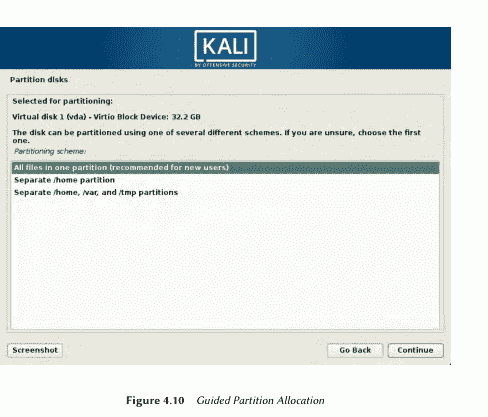 KALI
BY OFFENSIVE SECURITY
Partition disks
Selected for partitioning:
Virtual disk 1 (vda) - Virtio Block Device: 32.2 GB
The disk can be partitioned using one of several different schemes. If you are unsure, choose the first
one.
Partitioning scheme:
All files in one partition (recommended for new users)
Separate /home partition
Separate /home, /var, and /tmp partitions
Screenshot
Go Back
Continue
Figure 4.10 Guided Partition Allocation